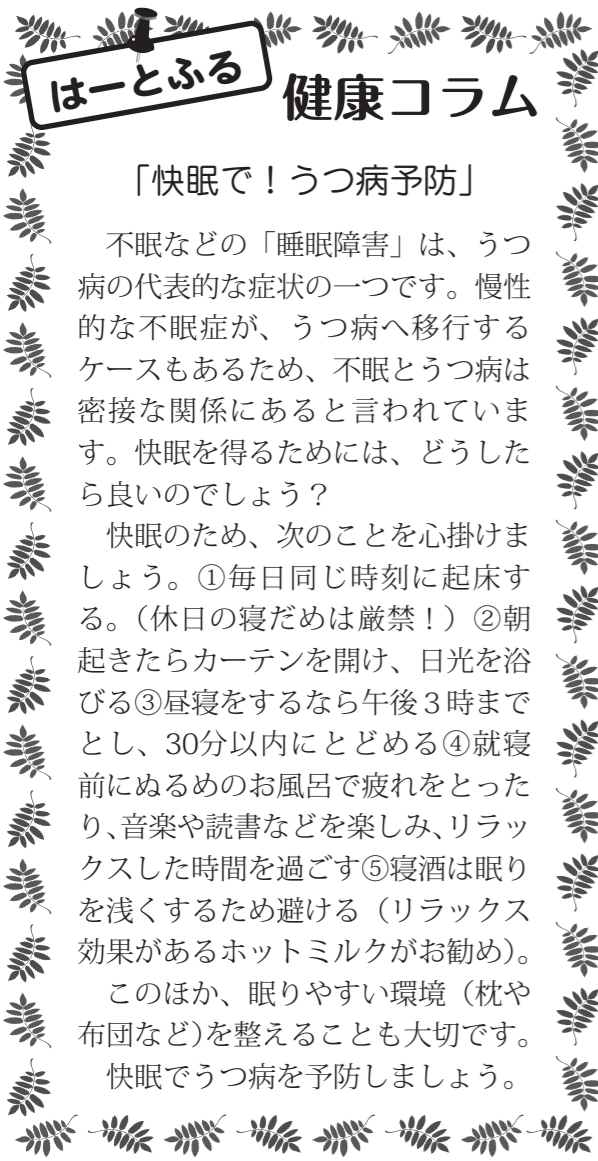 はーとふる
健康コラム
「快眠で！うつ病予防」
　不眠などの「睡眠障害」は、うつ
病の代表的な症状の一つです。慢性
的な不眠症が、うつ病へ移行する
ケースもあるため、不眠とうつ病は
密接な関係にあると言われていま
す。快眠を得るためには、どうした
ら良いのでしょう？
　快眠のため、次のことを心掛けま
しょう。①毎日同じ時刻に起床す
る。（休日の寝だめは厳禁！）②朝
起きたらカーテンを開け、日光を浴
びる③昼寝をするなら午後３時まで
とし、30分以内にとどめる④就寝
前にぬるめのお風呂で疲れをとった
り、音楽や読書などを楽しみ、リラッ
クスした時間を過ごす⑤寝酒は眠り
を浅くするため避ける（リラックス
効果があるホットミルクがお勧め）。
　このほか、眠りやすい環境（枕や
布団など）を整えることも大切です。
　快眠でうつ病を予防しましょう。